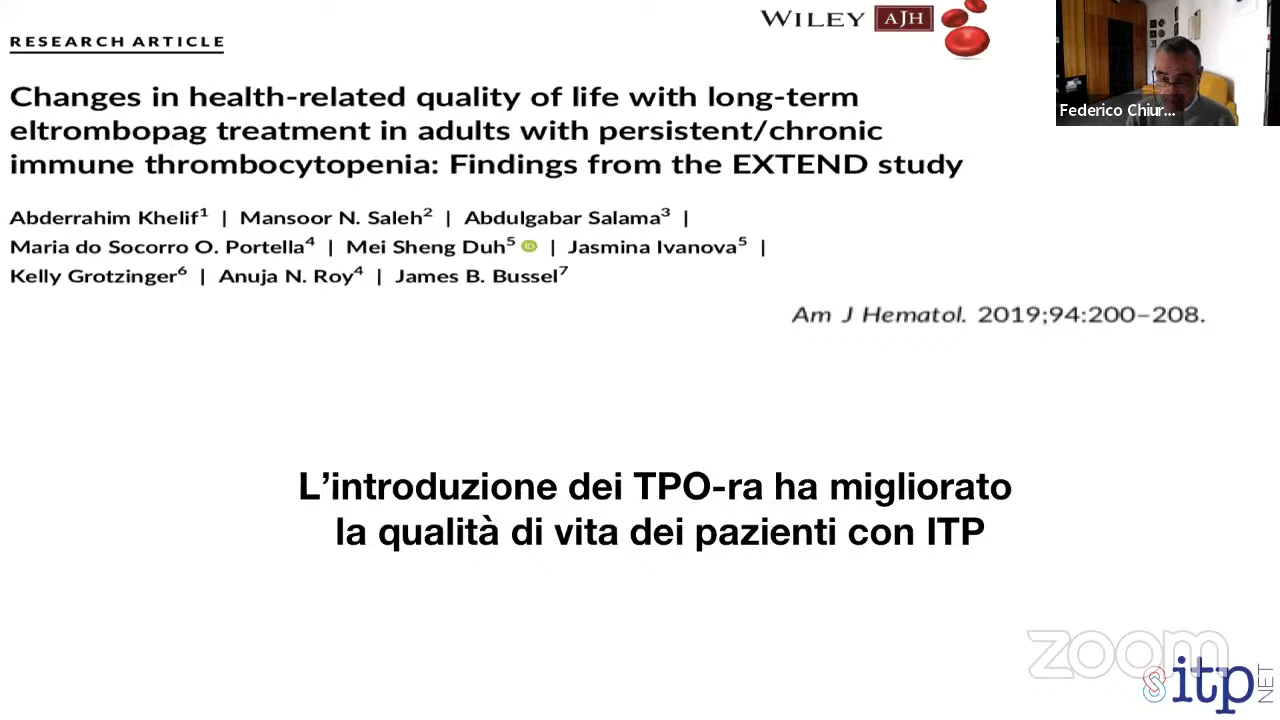 WILEY AJH
RESEARCH ARTICLE
Changes in health-related quality of life with long-term
eltrombopag treatment in adults with persistent/chronic
immune thrombocytopenia: Findings from the EXTEND study
Abderrahim Khelif1 | Mansoor N. Saleh2 | Abdulgabar Salama3 |
Maria do Socorro O. Portella4 | Mei Sheng Duh5 iD | Jasmina Ivanova5 |
Kelly Grotzinger6 | Anuja N. Roy4 | James B. Bussel7
Am J Hematol. 2019;94:200–208.
Federico Chiur...
L’introduzione dei TPO-ra ha migliorato
la qualità di vita dei pazienti con ITP
zoom
itp NET